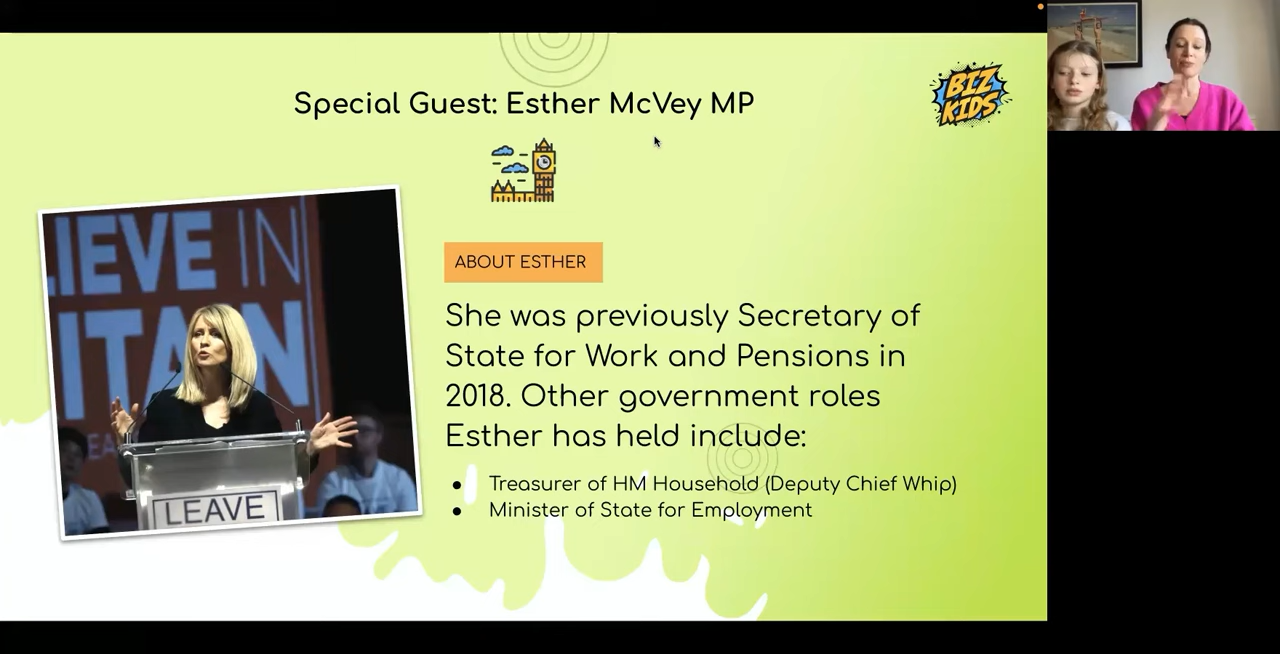 Special Guest: Esther McVey MP
BIZ
KIDS
LIEVE IN
ITAIN
LEAVE
ABOUT ESTHER
She was previously Secretary of
State for Work and Pensions in
2018. Other government roles
Esther has held include:
● Treasurer of HM Household (Deputy Chief Whip)
● Minister of State for Employment